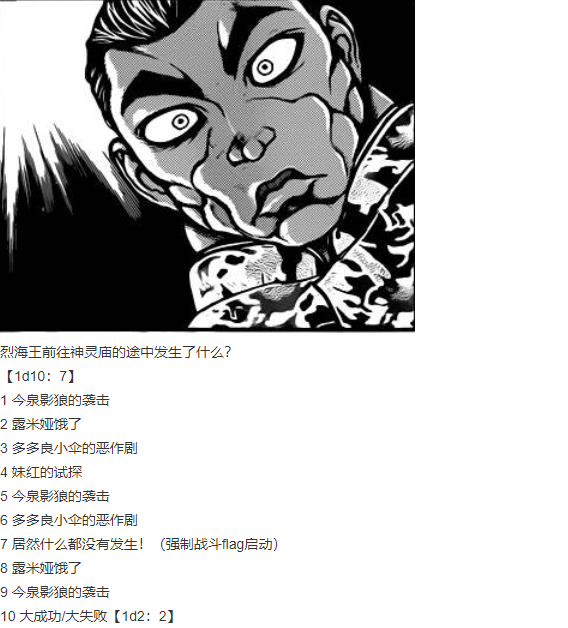 烈海王前往神灵庙的途中发生了什么?
【1d10：7】
1 今泉影狼的袭击
2 露米娅饿了
3 多多良小伞的恶作剧
4 妹红的试探
5 今泉影狼的袭击
6 多多良小伞的恶作剧
7 居然什么都没有发生！（强制战斗flag启动）
8 露米娅饿了
9 今泉影狼的袭击
10 大成功/大失败【1d2：2】